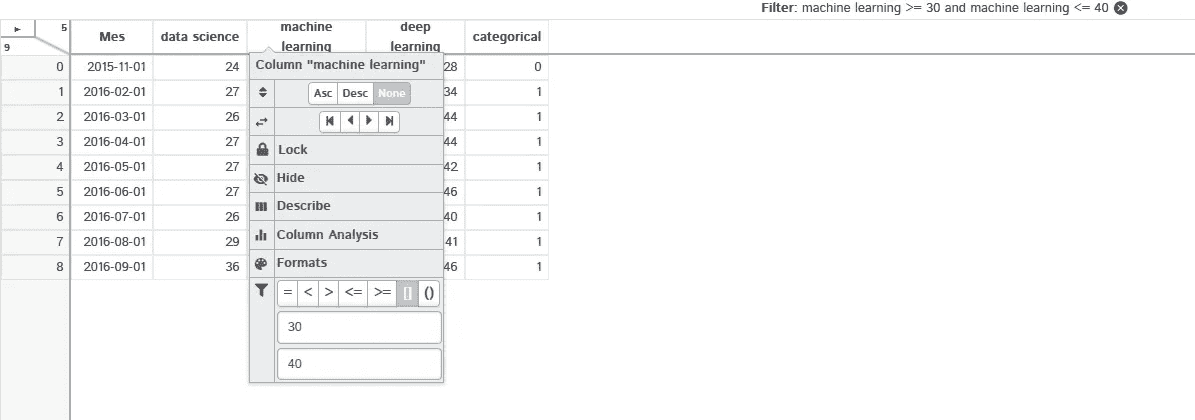 Filter: machine learning >= 30 and machine learning <= 40
5
9
Mes data science machine learning deep learning categorical
0 2015-11-01 24 28 0
1 2016-02-01 27 34 1
2 2016-03-01 26 44 1
3 2016-04-01 27 44 1
4 2016-05-01 27 42 1
5 2016-06-01 27 46 1
6 2016-07-01 26 40 1
7 2016-08-01 29 41 1
8 2016-09-01 36 46 1
Column "machine learning"
Asc Desc None
Lock
Hide
Describe
Column Analysis
Formats
= < > <= >= [] ()
30
40